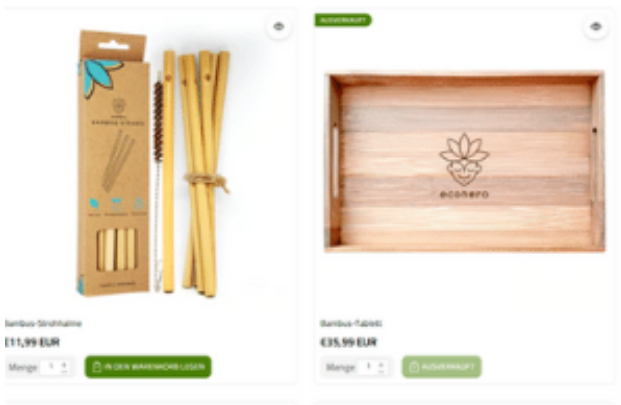 AUSVERKAUFT
BAMBUS STRAWS
econero
Bambus-Strohhalme
€11,99 EUR
Menge 1 +
IN DEN WARENKORB LEGEN
Bambus-Tablett
€35,99 EUR
Menge 1 +
AUSVERKAUFT